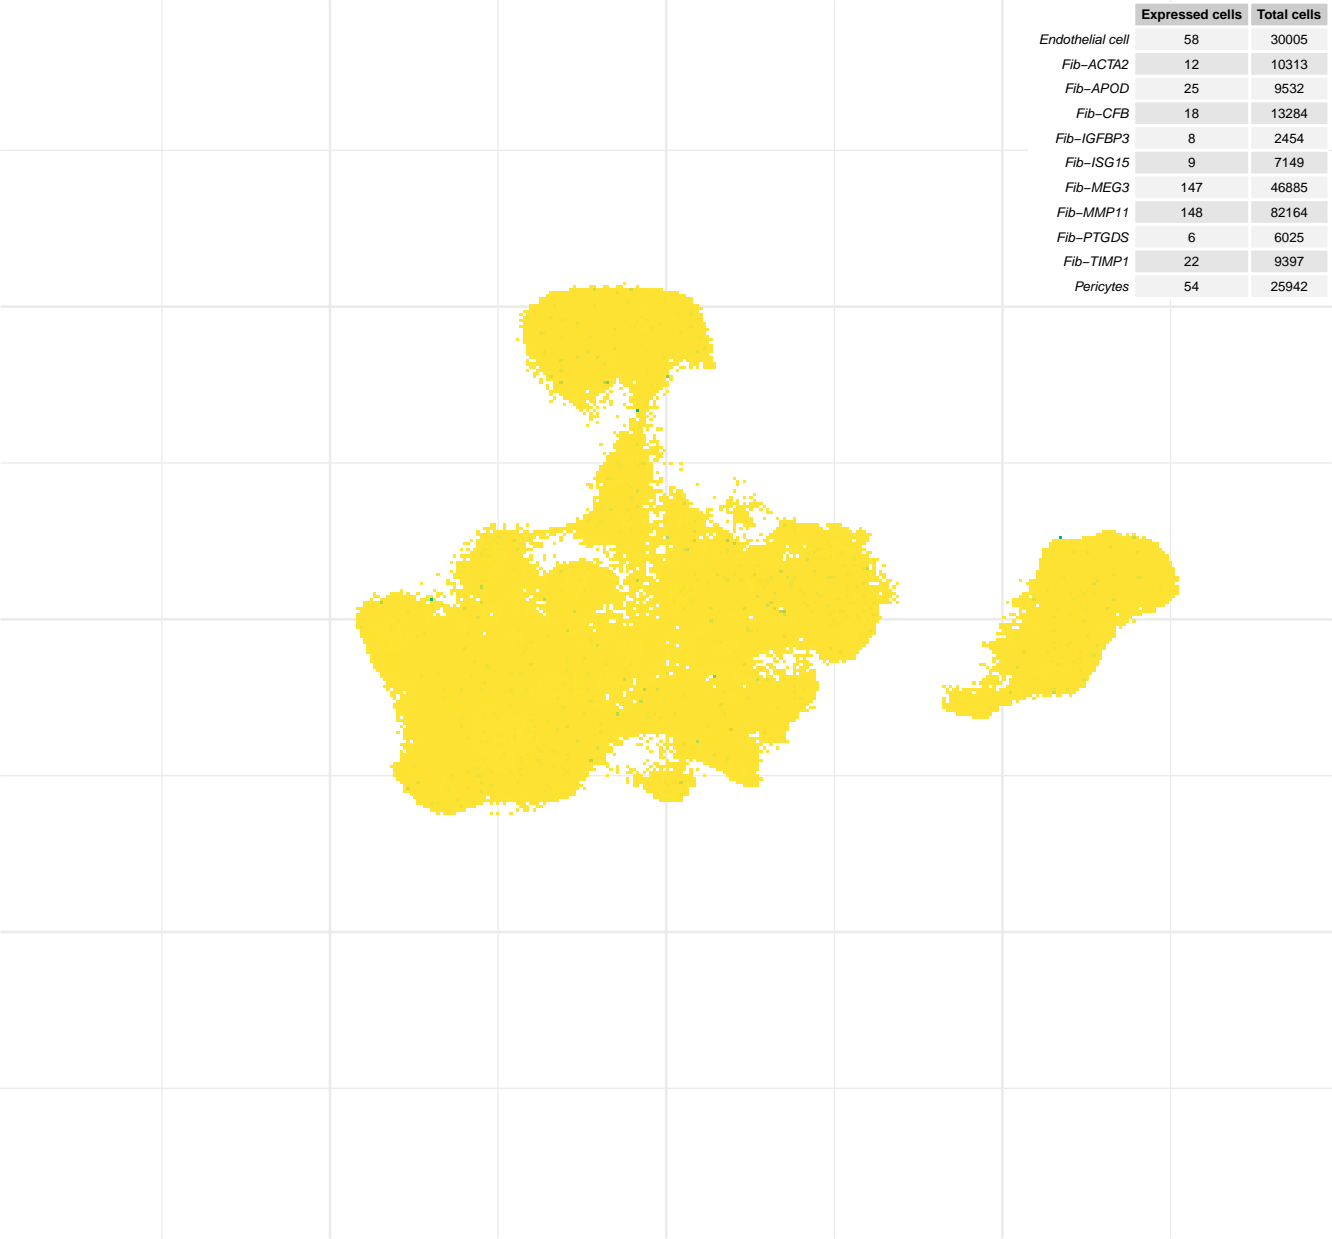 Expressed cells Total cells
Endothelial cell 58 30005
Fib−ACTA2 12 10313
Fib−APOD 25 9532
Fib−CFB 18 13284
Fib−IGFBP3 8 2454
Fib−ISG15 9 7149
Fib−MEG3 147 46885
Fib−MMP11 148 82164
Fib−PTGDS 6 6025
Fib−TIMP1 22 9397
Pericytes 54 25942